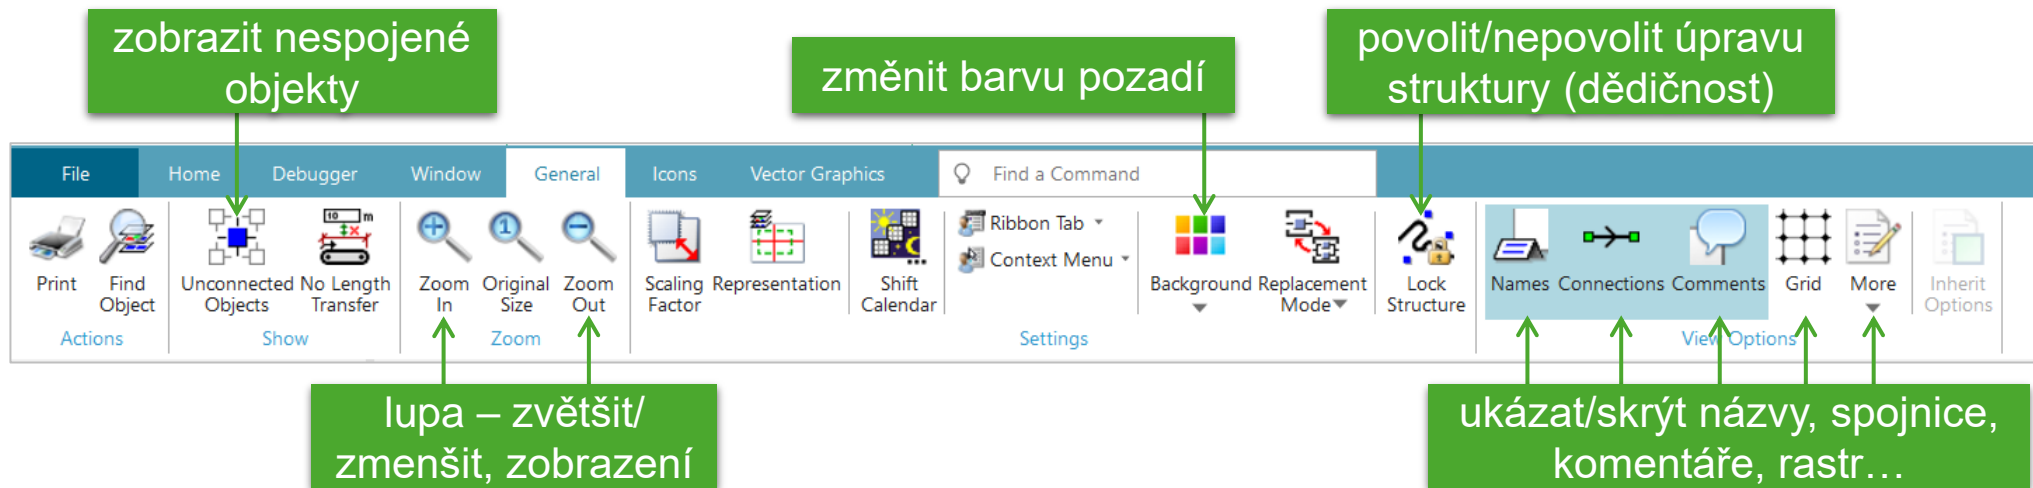 zobrazit nespojené
objekty
změnit barvu pozadí
povolit/nepovolit úpravu
struktury (dědičnost)
File Home Debugger Window General Icons Vector Graphics Find a Command
Print
Find
Object
Actions
Unconnected
Objects
No Length
Transfer
Show
Zoom
In
Original
Size
Zoom
Out
Zoom
Scaling
Factor
Representation
Shift
Calendar
Ribbon Tab
Context Menu
Background
Replacement
Mode
Lock
Structure
Settings
Names
Connections
Comments
Grid
More
Inherit
Options
View Options
lupa – zvětšit/
zmenšit, zobrazení
ukázat/skrýt názvy, spojnice,
komentáře, rastr…